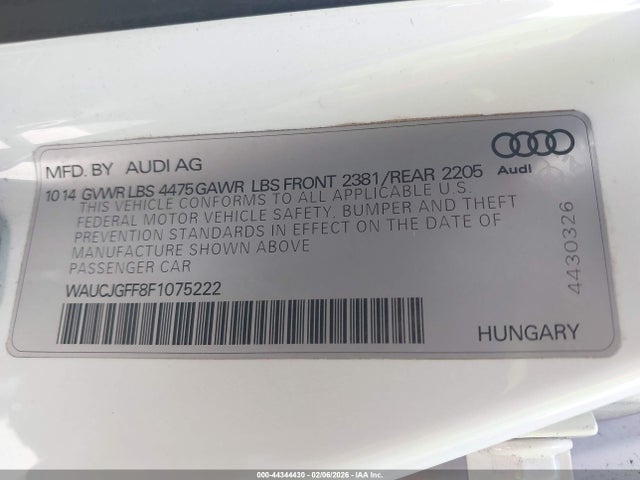 MFD. BY AUDI AG
1014 GVWR LBS 4475 GAWR LBS FRONT 2381/REAR 2205
Audi
THIS VEHICLE CONFORMS TO ALL APPLICABLE U.S.
FEDERAL MOTOR VEHICLE SAFETY, BUMPER AND THEFT
PREVENTION STANDARDS IN EFFECT ON THE DATE OF
MANUFACTURE SHOWN ABOVE
PASSENGER CAR
4430326
WAUCJGFF8F1075222
HUNGARY
000-44344430 - 02/06/2026 - IAA Inc.